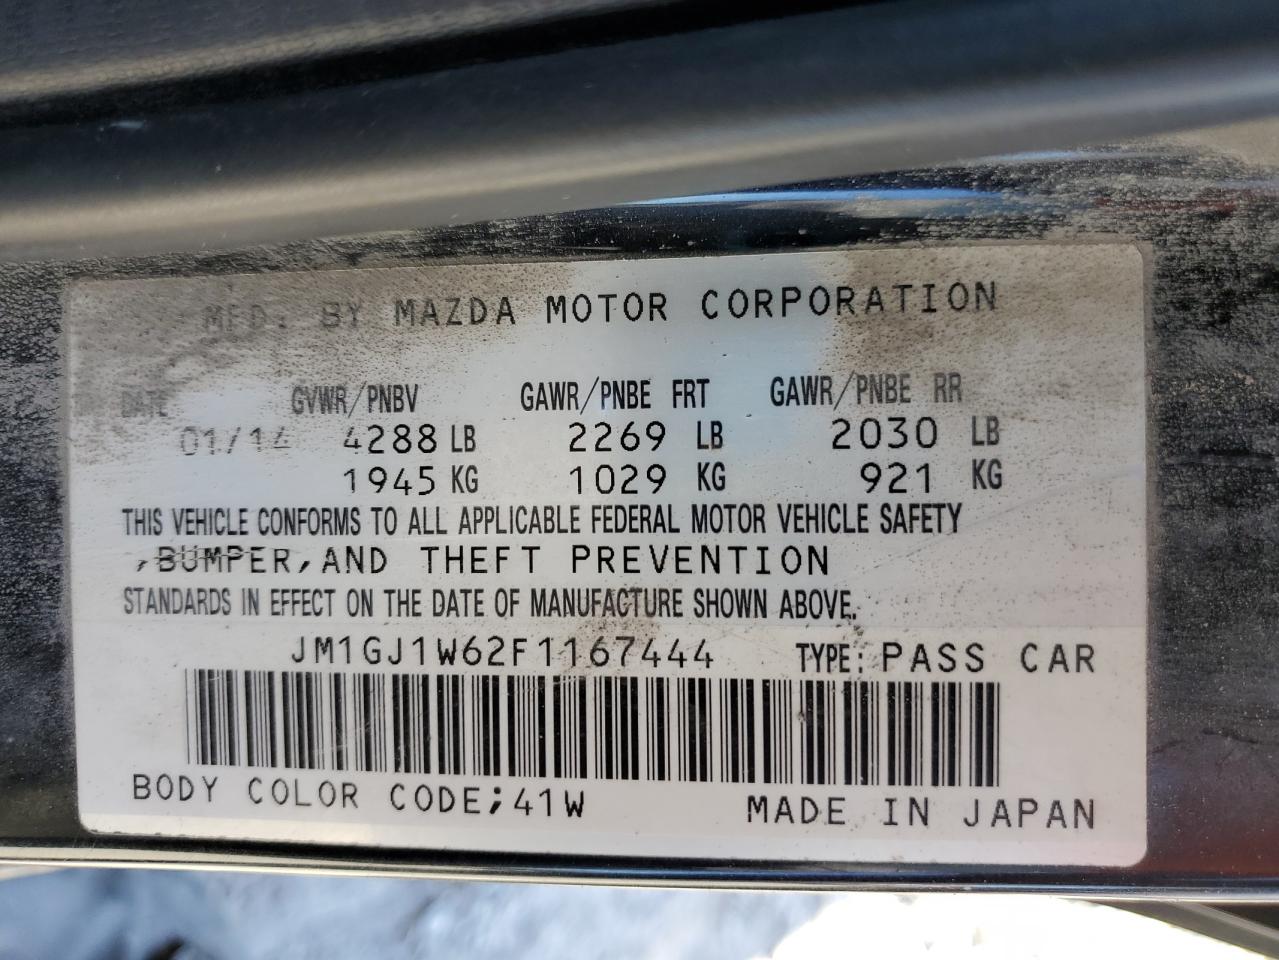 MFD. BY MAZDA MOTOR CORPORATION
DATE GVWR/PNBV GAWR/PNBE FRT GAWR/PNBE RR
01/14 4288 LB 2269 LB 2030 LB
1945 KG 1029 KG 921 KG
THIS VEHICLE CONFORMS TO ALL APPLICABLE FEDERAL MOTOR VEHICLE SAFETY
,BUMPER,AND THEFT PREVENTION
STANDARDS IN EFFECT ON THE DATE OF MANUFACTURE SHOWN ABOVE.
JM1GJ1W62F1167444 TYPE: PASS CAR
BODY COLOR CODE;41W MADE IN JAPAN